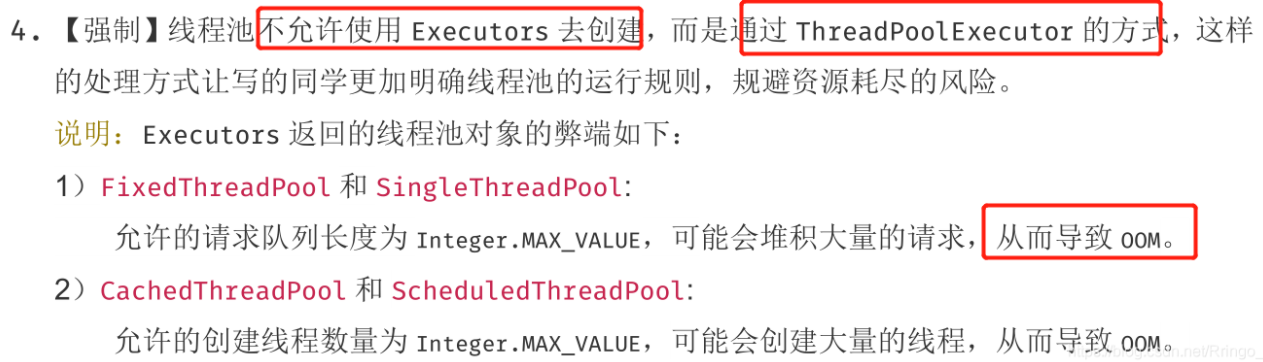 4. 【强制】线程池不允许使用 Executors 去创建，而是通过 ThreadPoolExecutor 的方式，这样
的处理方式让写的同学更加明确线程池的运行规则，规避资源耗尽的风险。
说明：Executors 返回的线程池对象的弊端如下：
1）FixedThreadPool 和 SingleThreadPool:
允许的请求队列长度为 Integer.MAX_VALUE，可能会堆积大量的请求，从而导致 OOM。
2）CachedThreadPool 和 ScheduledThreadPool:
允许的创建线程数量为 Integer.MAX_VALUE，可能会创建大量的线程，从而导致 OOM。
https://blog.csdn.net/Rringo_